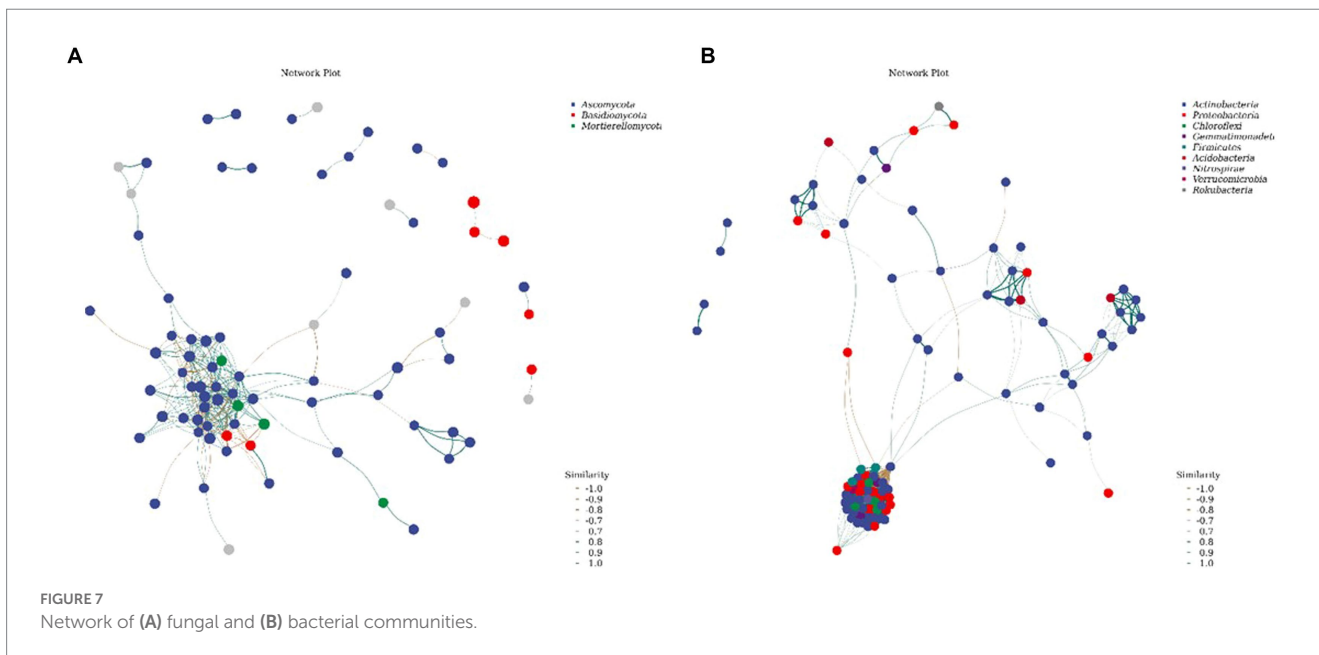 A
Network Plot
Ascomycota
Basidiomycota
Mortierellomycota
Similarity
-1.0
-0.9
-0.8
-0.7
0.7
0.8
0.9
1.0
B
Network Plot
Actinobacteria
Proteobacteria
Chloroflexi
Gemmatimonadet
Firmicutes
Acidobacteria
Nitrospirae
Verrucomicrobia
Rokubacteria
Similarity
-1.0
-0.9
-0.8
-0.7
0.7
0.8
0.9
1.0
FIGURE 7
Network of (A) fungal and (B) bacterial communities.